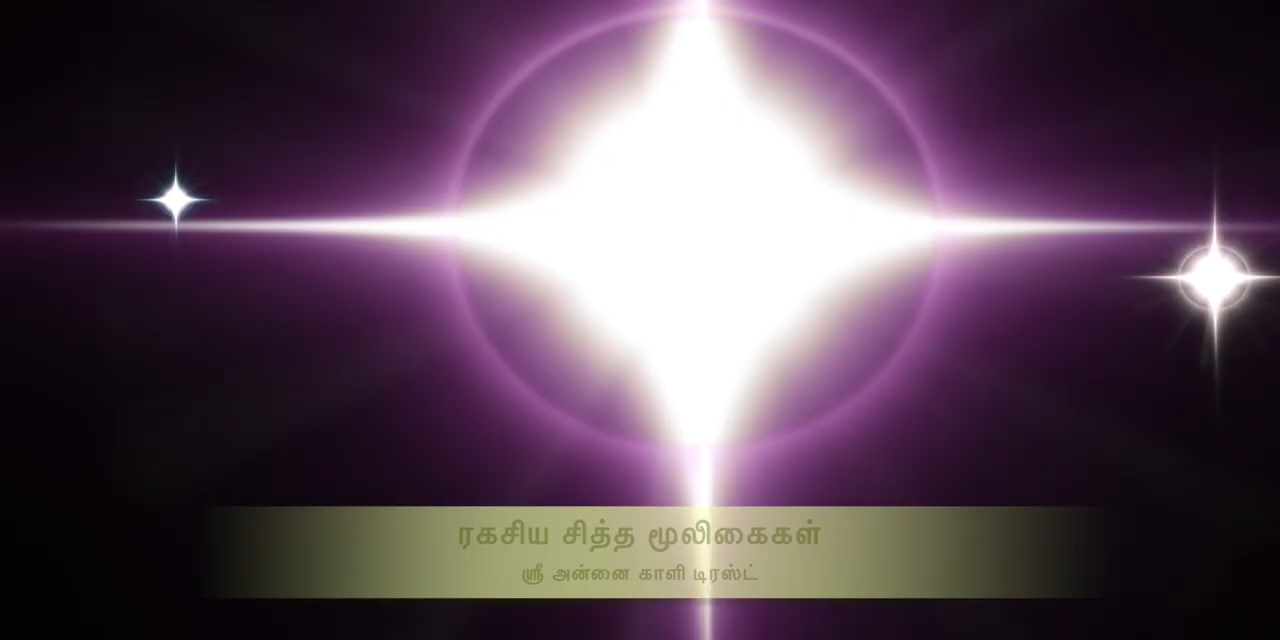 ரகசிய சித்த மூலிகைகள்
ஸ்ரீ அன்னை காளி டிரஸ்ட்